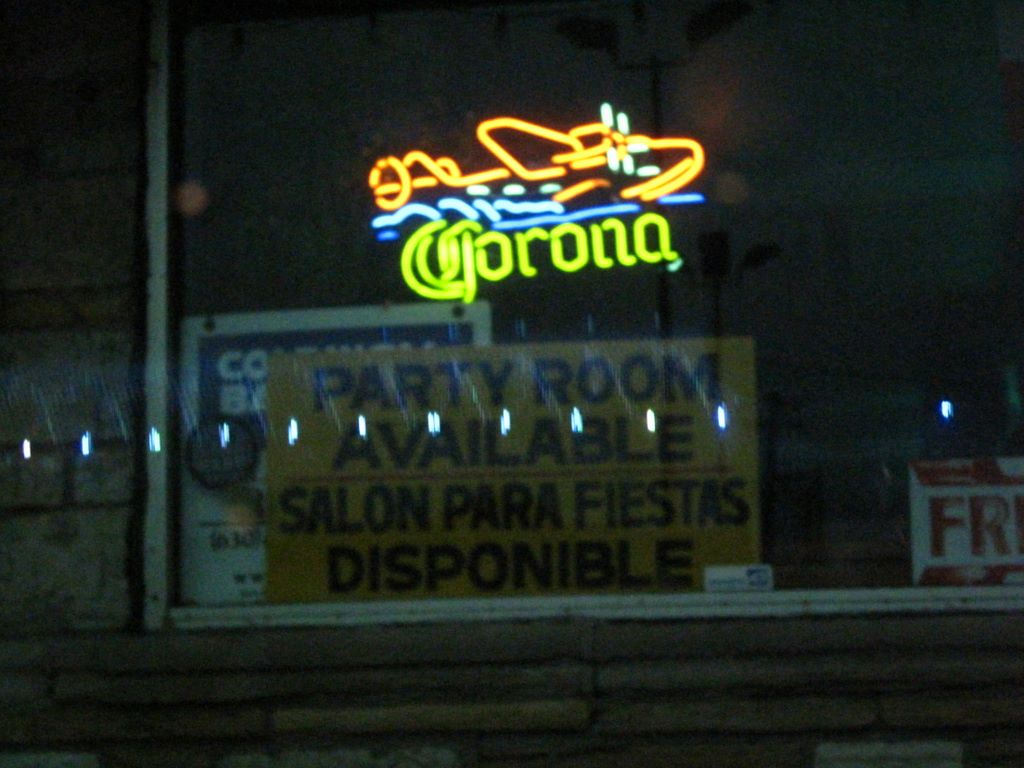 Corona
PARTY ROOM
AVAILABLE
SALON PARA FIESTAS
DISPONIBLE
FR